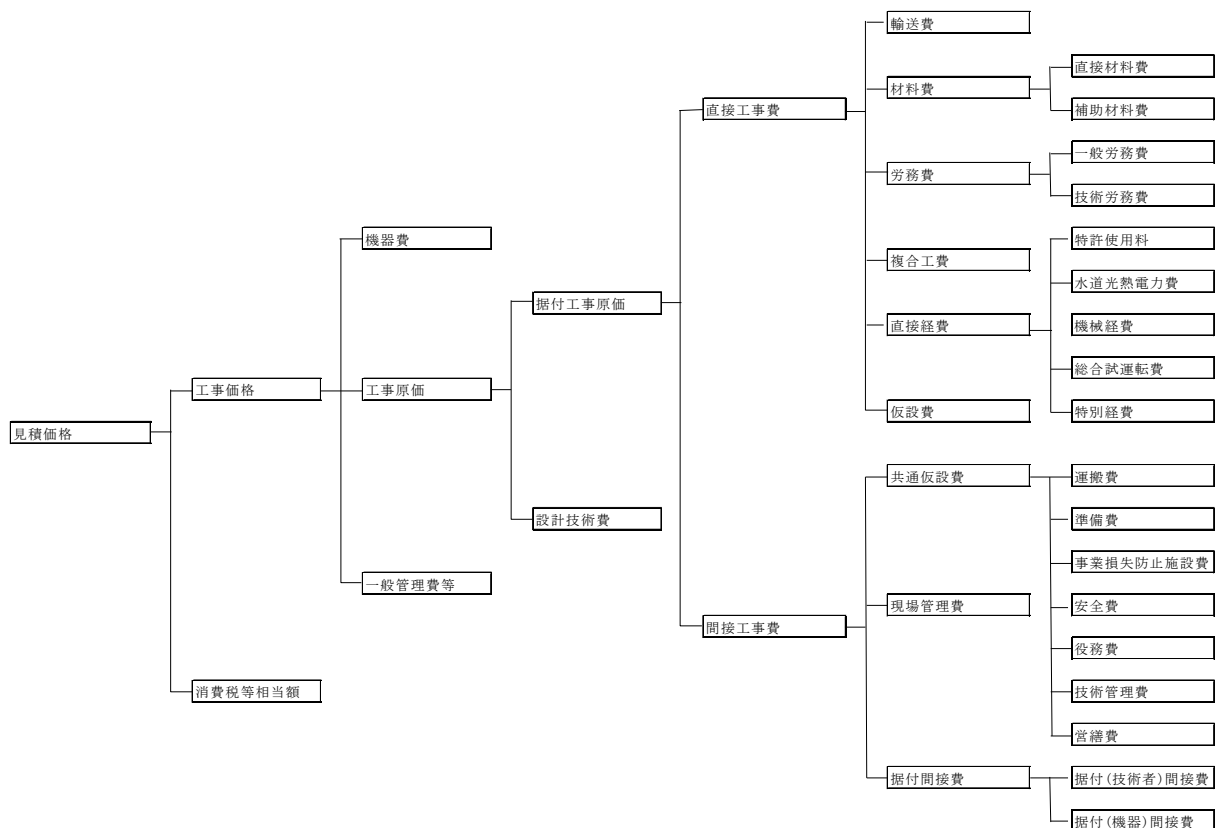 見積価格
工事価格
消費税等相当額
機器費
工事原価
一般管理費等
据付工事原価
設計技術費
直接工事費
間接工事費
輸送費
材料費
労務費
複合工費
直接経費
仮設費
共通仮設費
現場管理費
据付間接費
直接材料費
補助材料費
一般労務費
技術労務費
特許使用料
水道光熱電力費
機械経費
総合試運転費
特別経費
運搬費
準備費
事業損失防止施設費
安全費
役務費
技術管理費
営繕費
据付(技術者)間接費
据付(機器)間接費